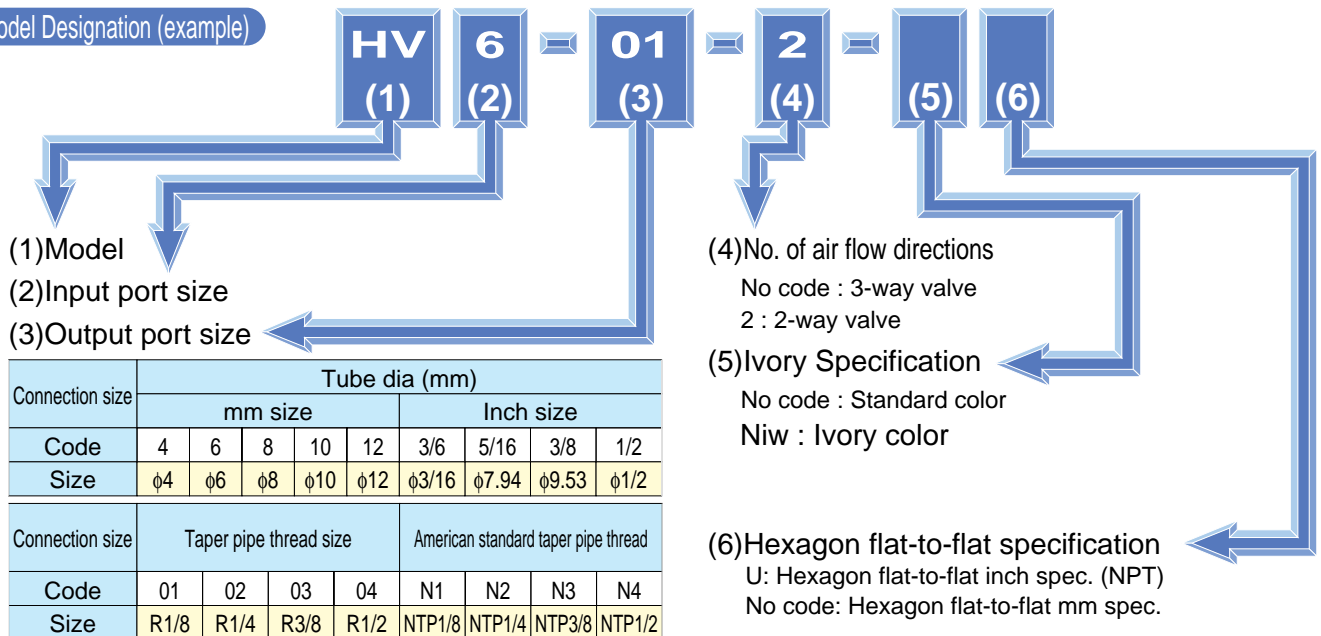 odel Designation (example)
HV 6 01 2
(1) (2) (3) (4) (5) (6)
(1)Model
(2)Input port size
(3)Output port size
Connection size Tube dia (mm)
mm size Inch size
Code 4 6 8 10 12 3/6 5/16 3/8 1/2
Size φ4 φ6 φ8 φ10 φ12 φ3/16 φ7.94 φ9.53 φ1/2
Connection size Taper pipe thread size American standard taper pipe thread
Code 01 02 03 04 N1 N2 N3 N4
Size R1/8 R1/4 R3/8 R1/2 NTP1/8 NTP1/4 NTP3/8 NTP1/2
(4)No. of air flow directions
No code : 3-way valve
2 : 2-way valve
(5)Ivory Specification
No code : Standard color
Niw : Ivory color
(6)Hexagon flat-to-flat specification
U: Hexagon flat-to-flat inch spec. (NPT)
No code: Hexagon flat-to-flat mm spec.